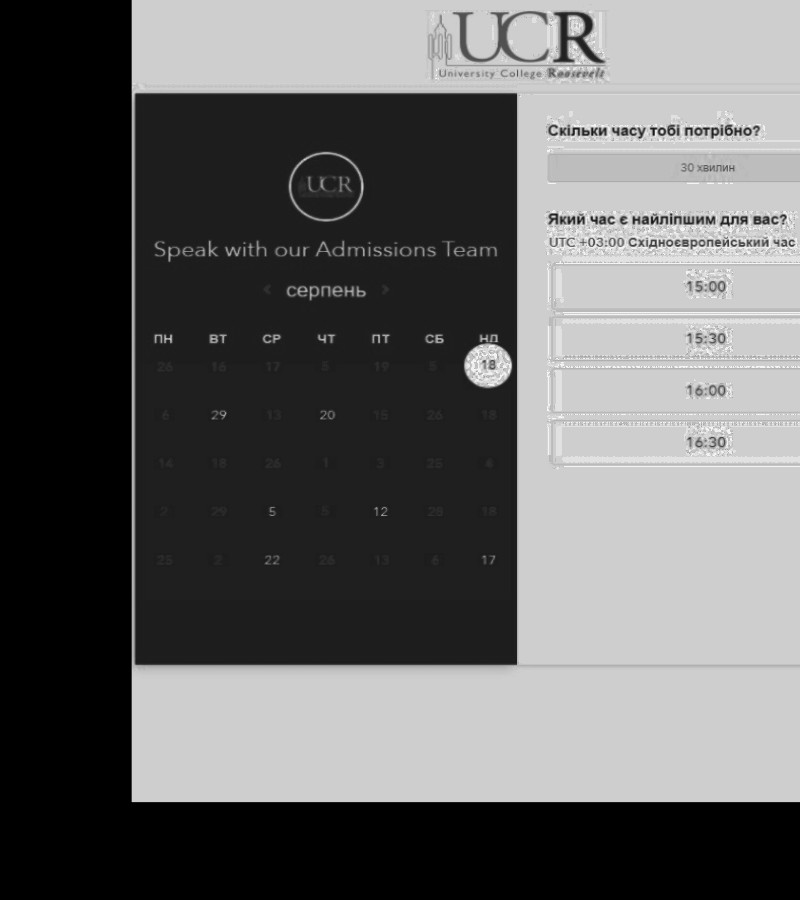 UCR
University College Roosevelt
UCR
Speak with our Admissions Team
серпень
ПН ВТ СР ЧТ ПТ СБ НД
26 16 17 5 19 5 18
6 29 13 20 15 26 18
14 18 26 1 3 25 4
2 29 5 5 12 28 18
25 2 22 26 13 6 17
Скільки часу тобі потрібно?
30 хвилин
Який час є найліпшим для вас?
UTC +03:00 Східноєвропейський час
15:00
15:30
16:00
16:30